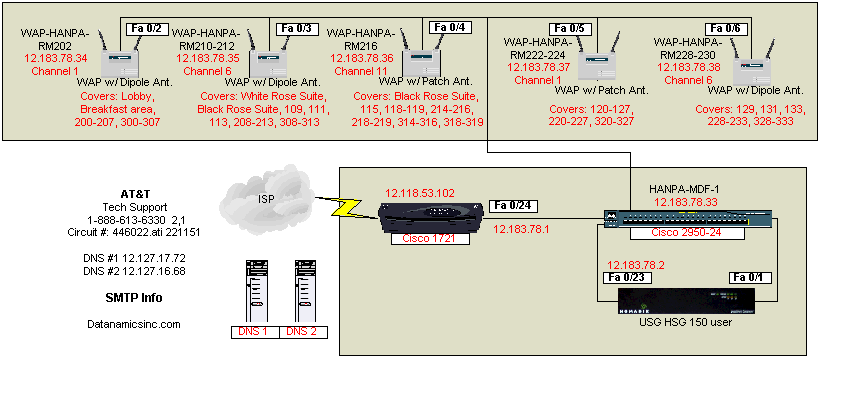 WAP-HANPA-RM202
12.183.78.34
Channel 1
Fa 0/2
WAP w/ Dipole Ant.
Covers: Lobby,
Breakfast area,
200-207, 300-307
WAP-HANPA-RM210-212
12.183.78.35
Channel 6
Fa 0/3
WAP w/ Dipole Ant.
Covers: White Rose Suite,
Black Rose Suite, 109, 111,
113, 208-213, 308-313
WAP-HANPA-RM216
12.183.78.36
Channel 11
Fa 0/4
WAP w/ Patch Ant.
Covers: Black Rose Suite,
115, 118-119, 214-216,
218-219, 314-316, 318-319
WAP-HANPA-RM222-224
12.183.78.37
Channel 1
Fa 0/5
WAP w/ Patch Ant.
Covers: 120-127,
220-227, 320-327
WAP-HANPA-RM228-230
12.183.78.38
Channel 6
Fa 0/6
WAP w/ Dipole Ant.
Covers: 129, 131, 133,
228-233, 328-333
AT&T
Tech Support
1-888-613-6330 2,1
Circuit #: 446022.ati 221151
DNS #1 12.127.17.72
DNS #2 12.127.16.68
SMTP Info
Datanamicsinc.com
ISP
DNS 1
DNS 2
12.118.53.102
Cisco 1721
Fa 0/24
12.183.78.1
HANPA-MDF-1
12.183.78.33
Cisco 2950-24
12.183.78.2
Fa 0/23
Fa 0/1
NOMADIX
USG HSG 150 user